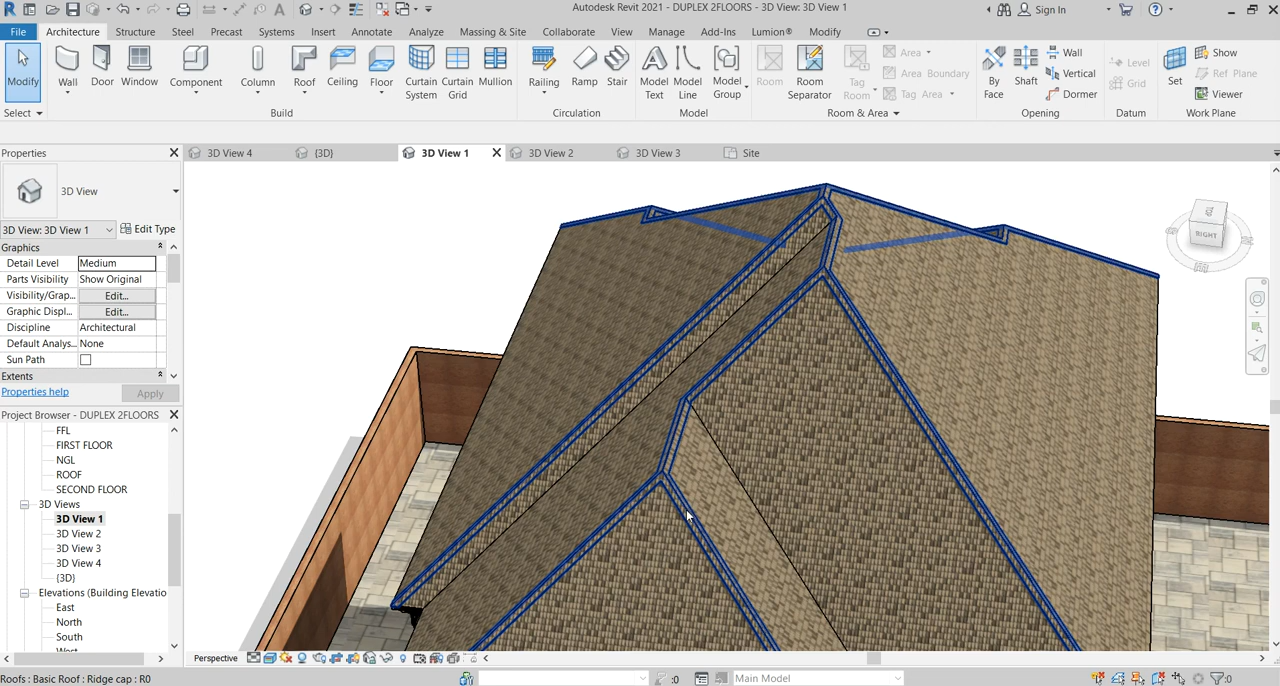 Autodesk Revit 2021 - DUPLEX 2FLOORS - 3D View: 3D View 1
Sign In
File Architecture Structure Steel Precast Systems Insert Annotate Analyze Massing & Site Collaborate View Manage Add-Ins Lumion® Modify
Modify Wall Door Window Component Column Roof Ceiling Floor Curtain System Curtain Grid Mullion Railing Ramp Stair Model Text Model Line Model Group Room Room Separator Tag Room Area Area Boundary Tag Area By Face Shaft Wall Vertical Dormer Level Grid Set Show Ref Plane Viewer
Select Build Circulation Model Room & Area Opening Datum Work Plane
Properties
3D View 4 {3D} 3D View 1 3D View 2 3D View 3 Site
3D View
3D View: 3D View 1 Edit Type
Graphics
Detail Level Medium
Parts Visibility Show Original
Visibility/Grap... Edit...
Graphic Displ... Edit...
Discipline Architectural
Default Analys... None
Sun Path
Extents
Properties help Apply
Project Browser - DUPLEX 2FLOORS
FFL
FIRST FLOOR
NGL
ROOF
SECOND FLOOR
3D Views
3D View 1
3D View 2
3D View 3
3D View 4
{3D}
Elevations (Building Elevatio
East
North
South
TOP
RIGHT
Perspective
Roofs : Basic Roof : Ridge cap : R0
:0
Main Model
:0